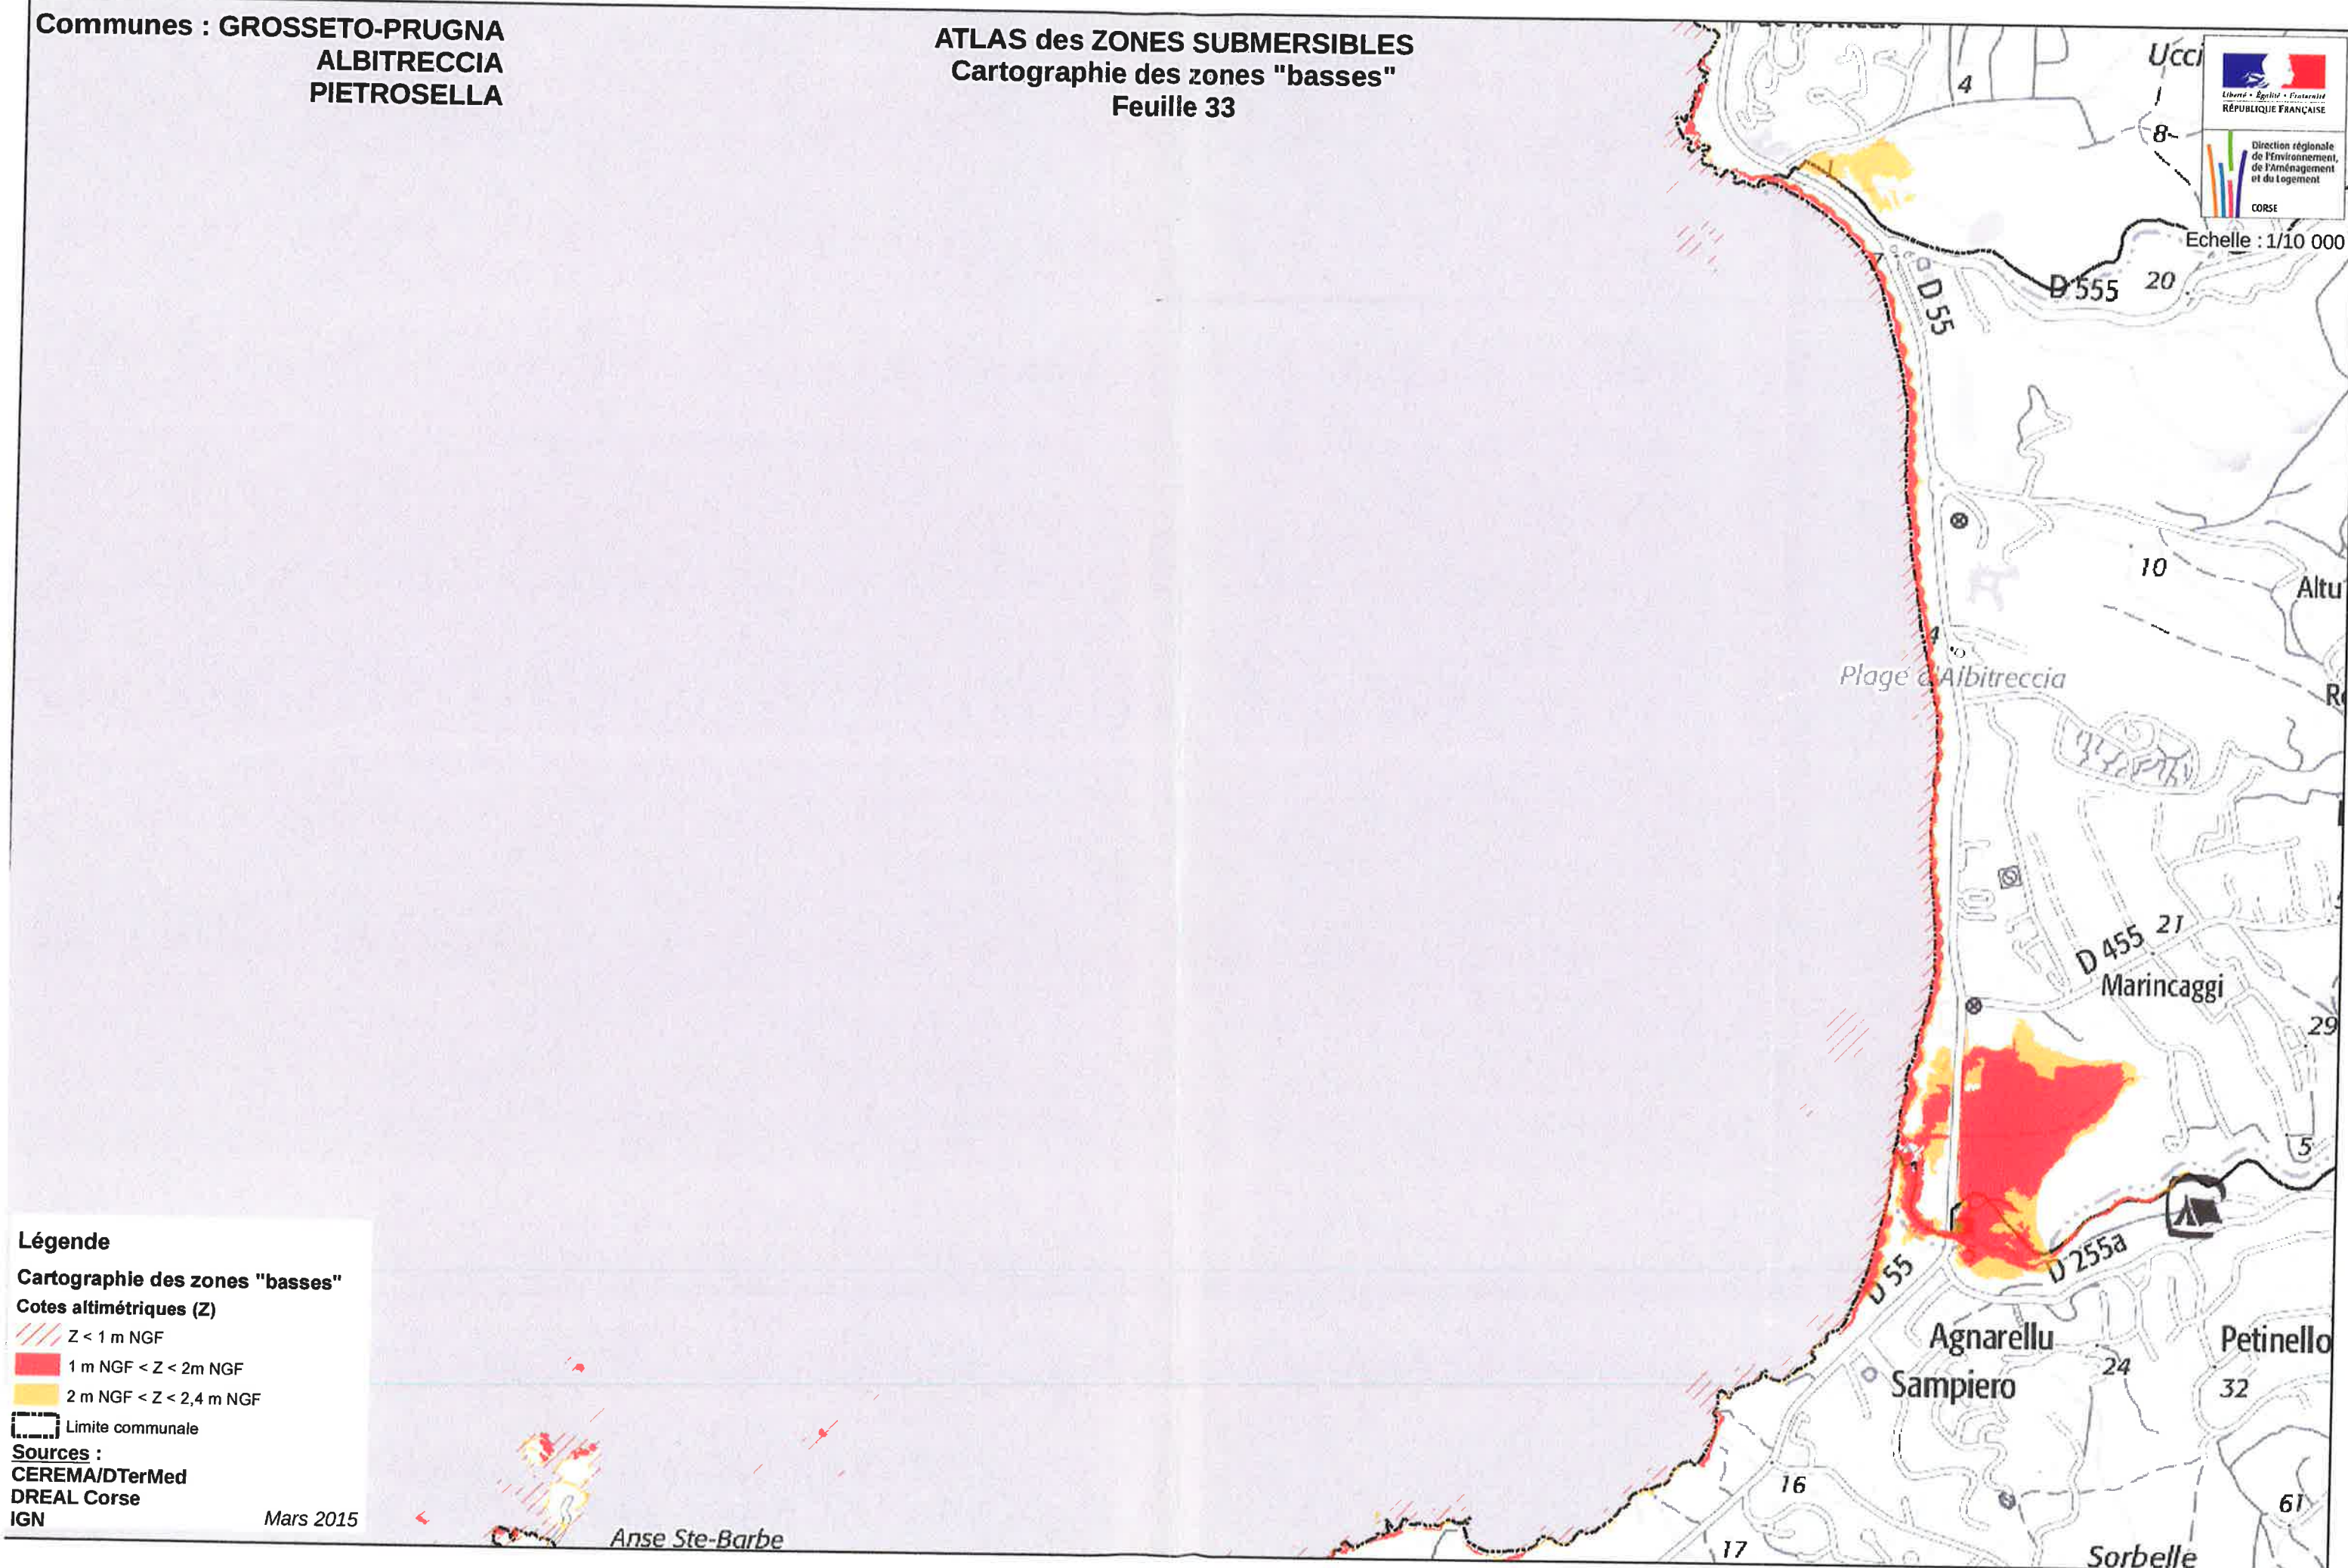 Communes : GROSSETO-PRUGNA
ALBITRECCIA
PIETROSELLA
ATLAS des ZONES SUBMERSIBLES
Cartographie des zones "basses"
Feuille 33
Liberté • Égalité • Fraternité
RÉPUBLIQUE FRANÇAISE
Direction régionale
de l'Environnement,
de l'Aménagement
et du Logement
CORSE
Echelle : 1/10 000
Ucci
4
8
D 555
20
D 55
10
Altu
4
Plage d'Albitreccia
D 455
21
Marincaggi
29
5
D 255a
D 55
Agnarellu
Petinello
24
Sampiero
32
16
61
17
Sorbelle
Anse Ste-Barbe
Légende
Cartographie des zones "basses"
Cotes altimétriques (Z)
Z < 1 m NGF
1 m NGF < Z < 2m NGF
2 m NGF < Z < 2,4 m NGF
Limite communale
Sources :
CEREMA/DTerMed
DREAL Corse
IGN
Mars 2015